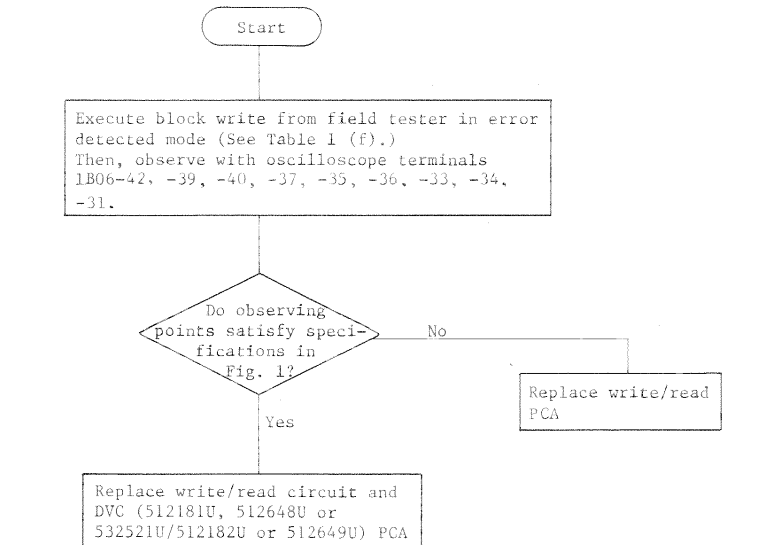 Start
Execute block write from field tester in error
detected mode (See Table 1 (f).)
Then, observe with oscilloscope terminals
1B06-42, -39, -40, -37, -35, -36, -33, -34,
-31.
Do observing
points satisfy speci-
fications in
Fig. 1?
No
Replace write/read
PCA
Yes
Replace write/read circuit and
DVC (512181U, 512648U or
532521U/512182U or 512649U) PCA